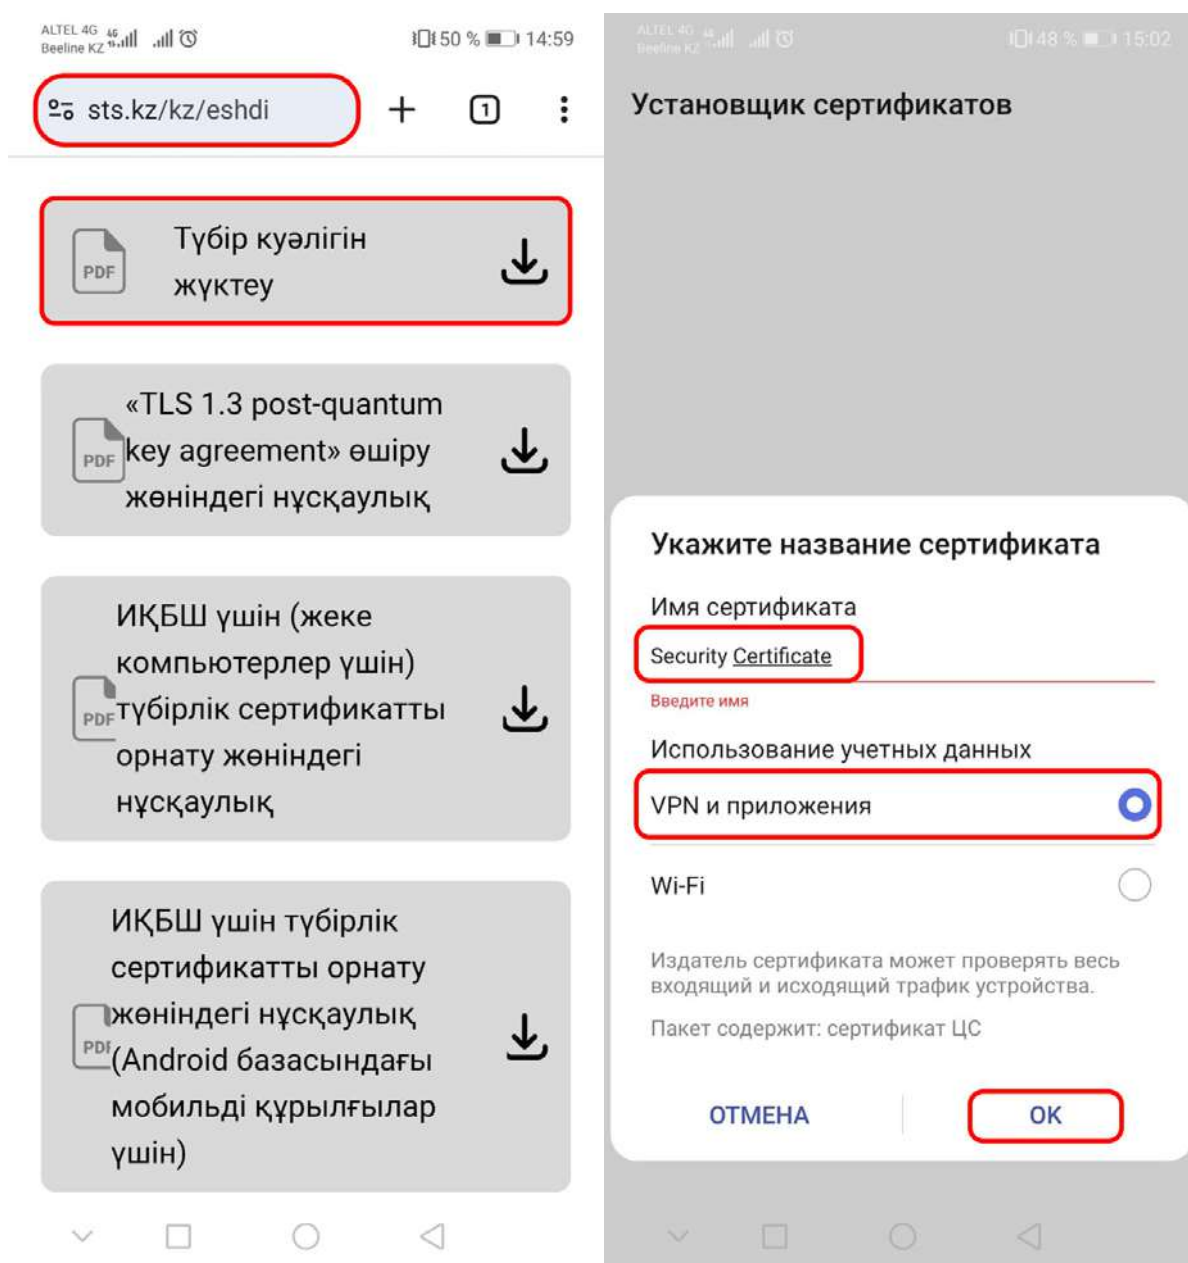 ALTEL 4G
Beeline KZ
50 % 14:59
sts.kz/kz/eshdi
1
PDF
Түбір куәлігін
жүктеу
PDF
«TLS 1.3 post-quantum
key agreement» өшіру
жөніндегі нұсқаулық
PDF
ИҚБШ үшін (жеке
компьютерлер үшін)
түбірлік сертификатты
орнату жөніндегі
нұсқаулық
PDF
ИҚБШ үшін түбірлік
сертификатты орнату
жөніндегі нұсқаулық
(Android базасындағы
мобильді құрылғылар
үшін)
ALTEL 4G
Beeline KZ
48 % 15:02
Установщик сертификатов
Укажите название сертификата
Имя сертификата
Security Certificate
Введите имя
Использование учетных данных
VPN и приложения
Wi-Fi
Издатель сертификата может проверять весь
входящий и исходящий трафик устройства.
Пакет содержит: сертификат ЦС
ОТМЕНА
ОК